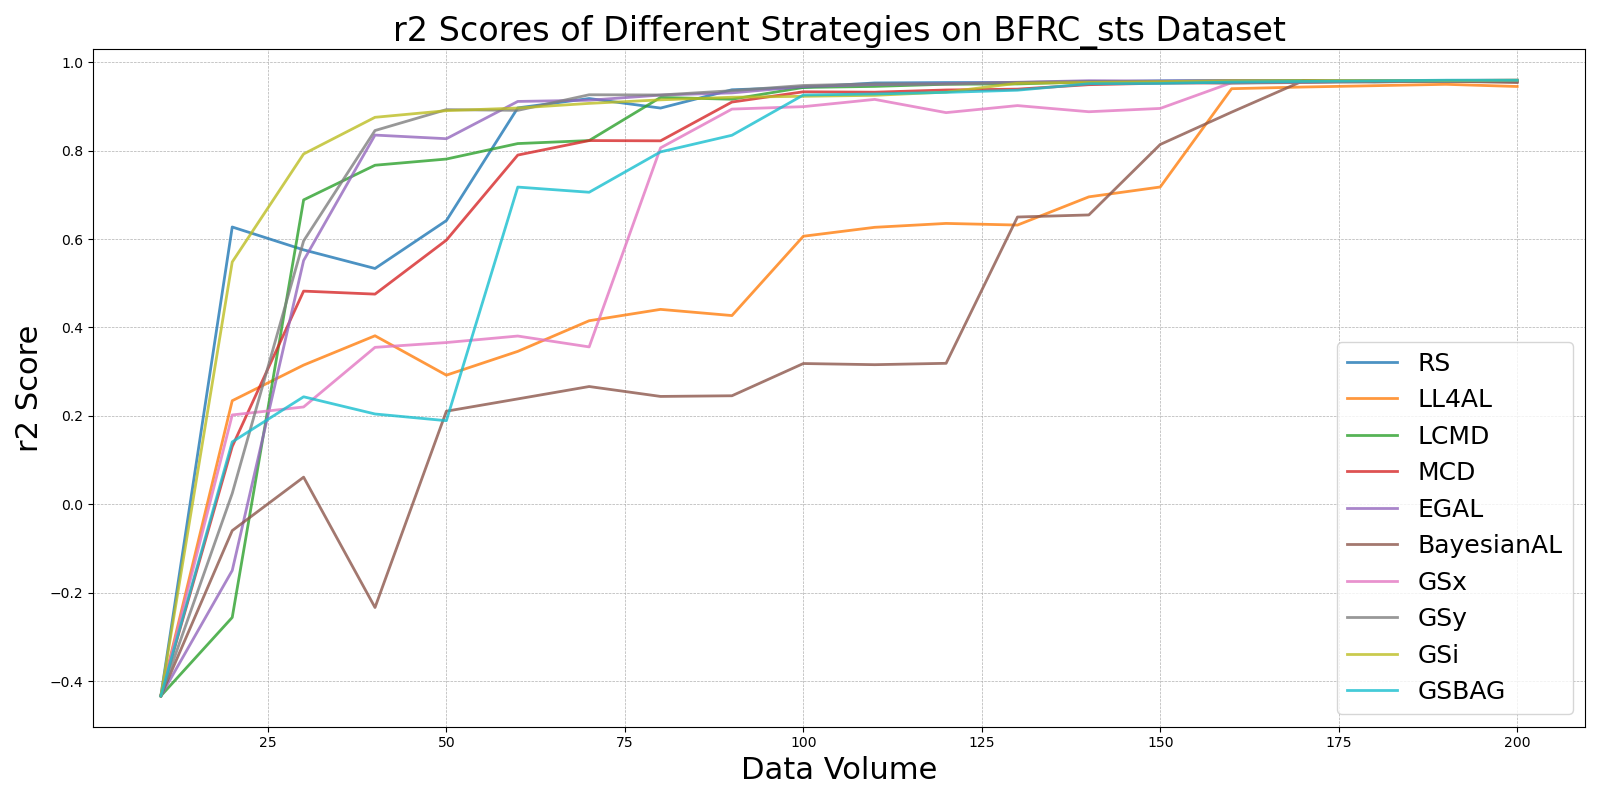 r2 Scores of Different Strategies on BFRC_sts Dataset
1.0
0.8
0.6
0.4
0.2
0.0
−0.2
−0.4
r2 Score
25
50
75
100
125
150
175
200
Data Volume
RS
LL4AL
LCMD
MCD
EGAL
BayesianAL
GSx
GSy
GSi
GSBAG